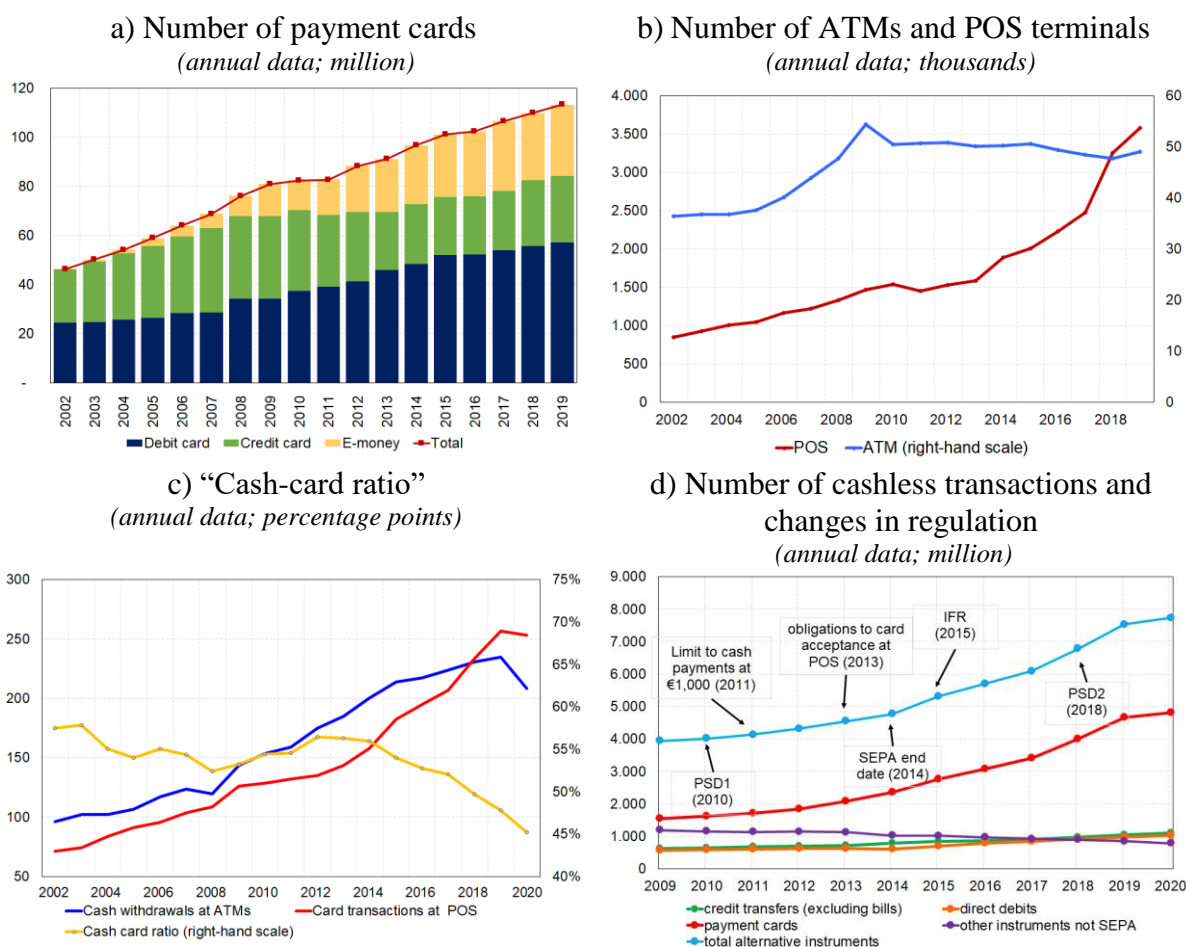 a) Number of payment cards
(annual data; million)
120
100
80
60
40
20
-
2002
2003
2004
2005
2006
2007
2008
2009
2010
2011
2012
2013
2014
2015
2016
2017
2018
2019
Debit card Credit card E-money Total
b) Number of ATMs and POS terminals
(annual data; thousands)
4.000
3.500
3.000
2.500
2.000
1.500
1.000
500
0
60
50
40
30
20
10
0
2002 2004 2006 2008 2010 2012 2014 2016 2018
POS ATM (right-hand scale)
c) “Cash-card ratio”
(annual data; percentage points)
300
250
200
150
100
50
75%
70%
65%
60%
55%
50%
45%
40%
2002 2004 2006 2008 2010 2012 2014 2016 2018 2020
Cash withdrawals at ATMs Card transactions at POS
Cash card ratio (right-hand scale)
d) Number of cashless transactions and
changes in regulation
(annual data; million)
9.000
8.000
7.000
6.000
5.000
4.000
3.000
2.000
1.000
0
Limit to cash
payments at
€1,000 (2011)
obligations to card
acceptance at
POS (2013)
IFR
(2015)
PSD1
(2010)
SEPA end
date (2014)
PSD2
(2018)
2009 2010 2011 2012 2013 2014 2015 2016 2017 2018 2019 2020
credit transfers (excluding bills) direct debits
payment cards other instruments not SEPA
total alternative instruments